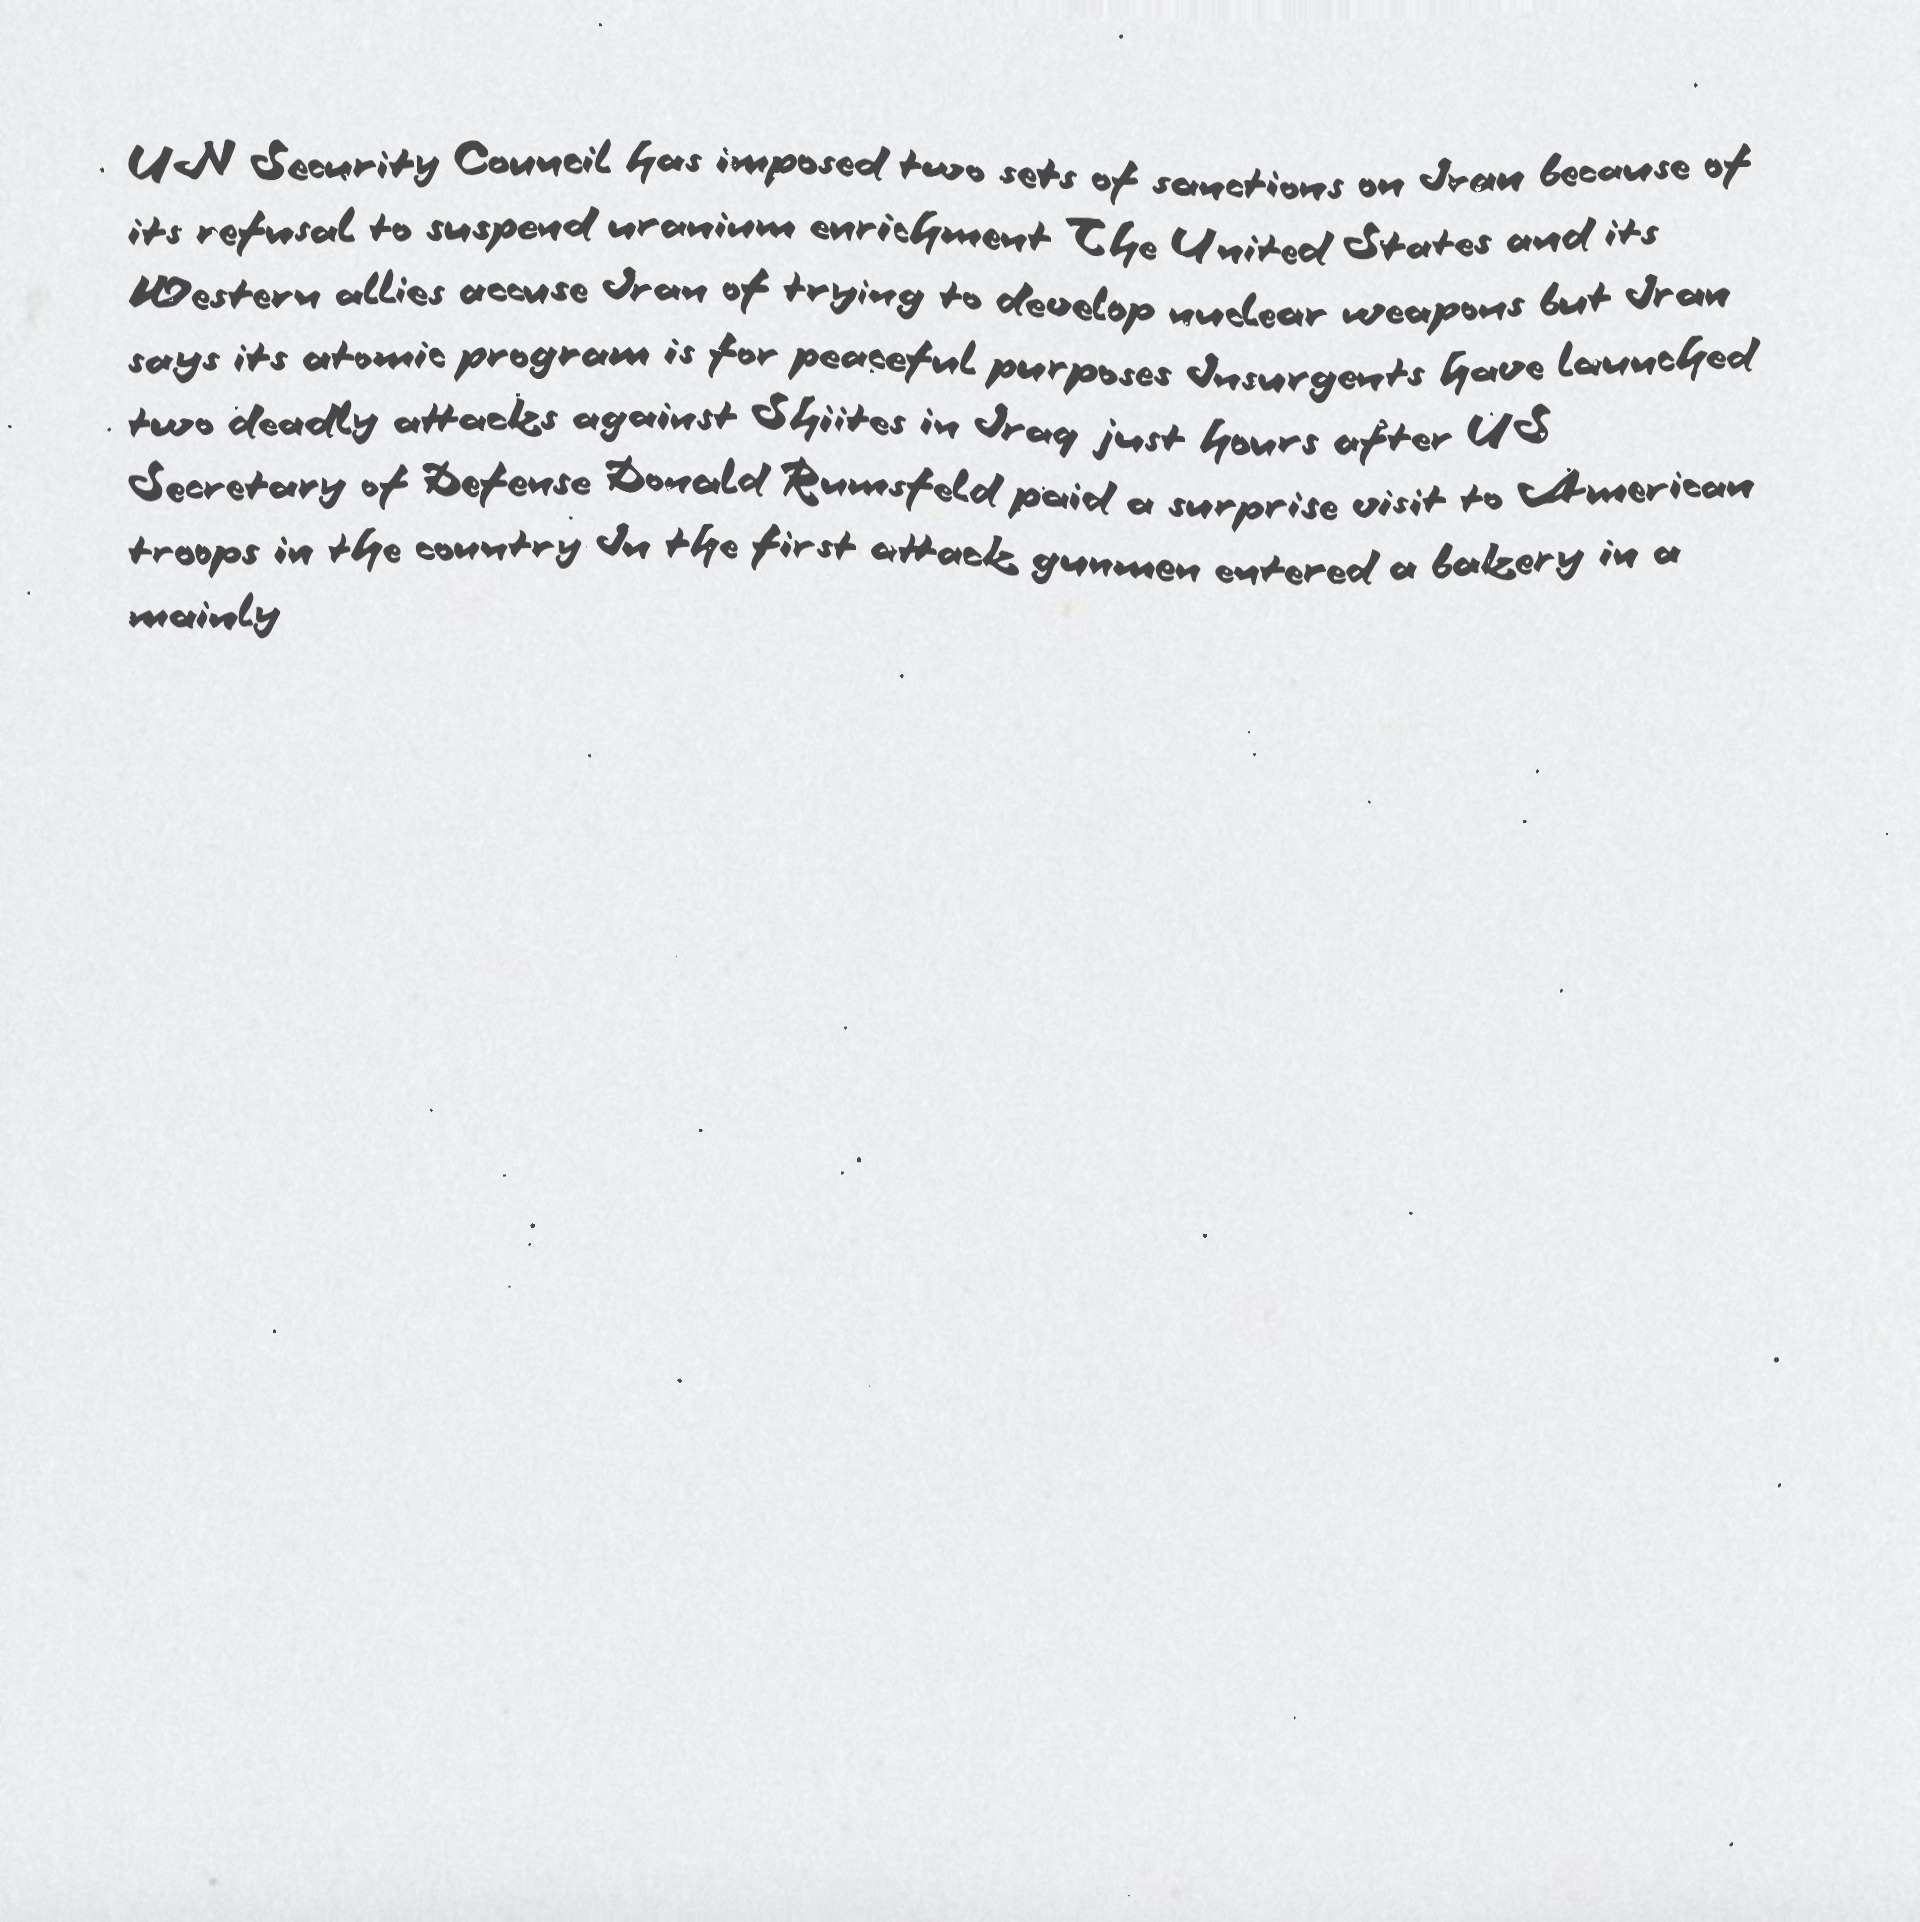 UN Security Council has imposed two sets of sanctions on Iran because of
its refusal to suspend uranium enrichment The United States and its
Western allies accuse Iran of trying to develop nuclear weapons but Iran
says its atomic program is for peaceful purposes Insurgents have launched
two deadly attacks against Shiites in Iraq just hours after US
Secretary of Defense Donald Rumsfeld paid a surprise visit to American
troops in the country In the first attack gunmen entered a bakery in a
mainly